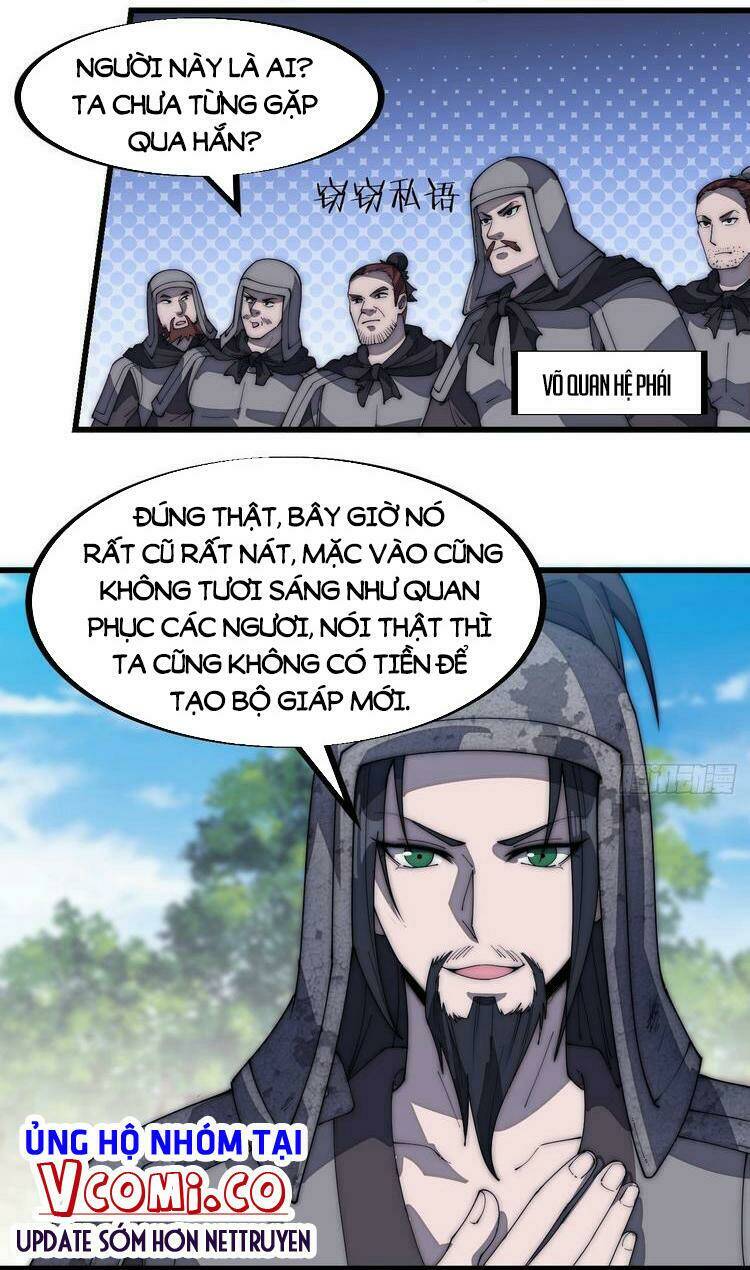 NGƯỜI NÀY LÀ AI?
TA CHƯA TỪNG GẶP
QUA HẮN?
窃窃私语
VÕ QUAN HỆ PHÁI
ĐÚNG THẬT, BÂY GIỜ NÓ
RẤT CŨ RẤT NÁT, MẶC VÀO CŨNG
KHÔNG TƯƠI SÁNG NHƯ QUAN
PHỤC CÁC NGƯƠI, NÓI THẬT THÌ
TA CŨNG KHÔNG CÓ TIỀN ĐỂ
TẠO BỘ GIÁP MỚI.
ỦNG HỘ NHÓM TẠI
VCOMI.CO
UPDATE SỚM HƠN NETTRUYEN